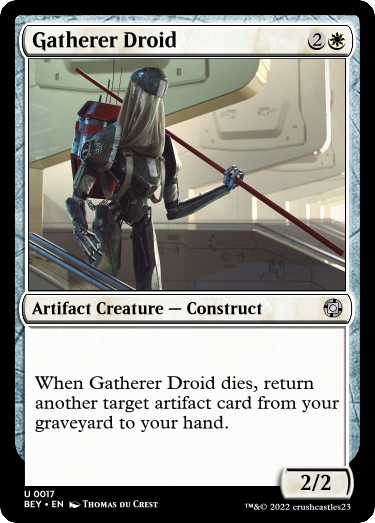 Gatherer Droid 2
Artifact Creature — Construct
When Gatherer Droid dies, return
another target artifact card from your
graveyard to your hand.
2/2
U 0017
BEY • EN Thomas du Crest
™&© 2022 crushcastles23